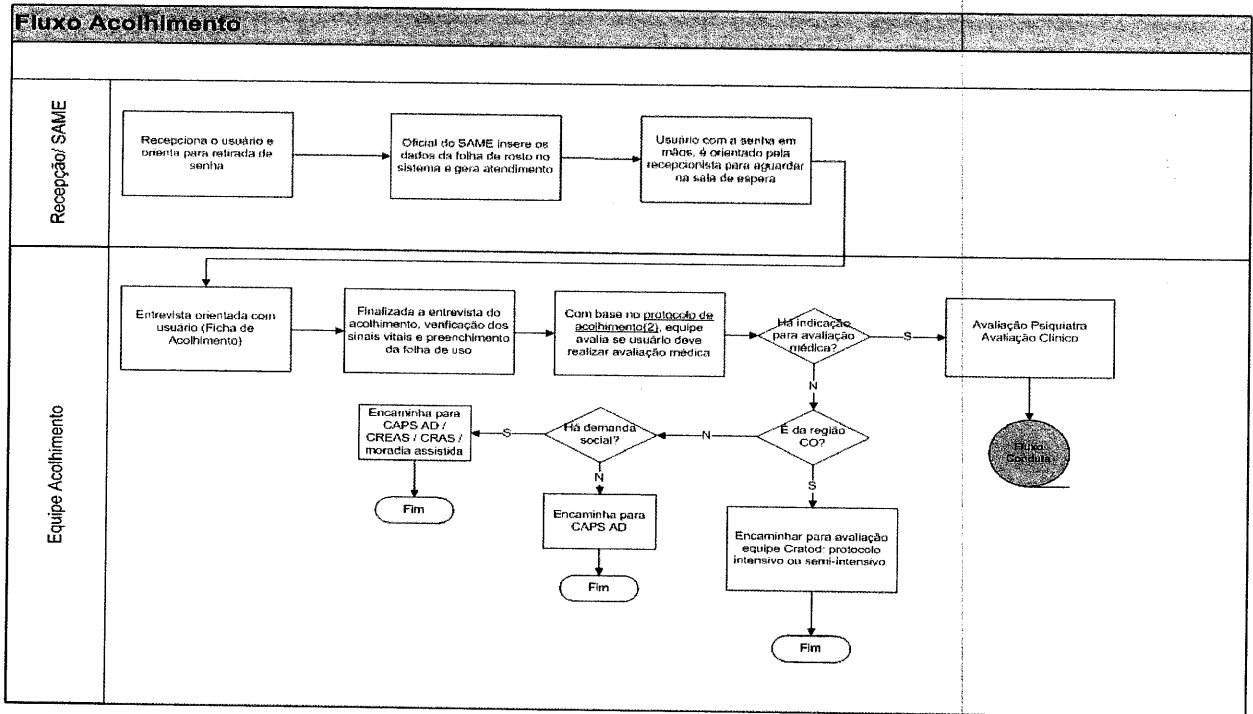 Fluxo Acolhimento
Recepção/ SAME
Recepciona o usuário e
orienta para retirada de
senha
Oficial do SAME insere os
dados da folha de rosto no
sistema e gera atendimento
Usuário com a senha em
mãos, é orientado pela
recepcionista para aguardar
na sala de espera
Equipe Acolhimento
Entrevista orientada com
usuário (Ficha de
Acolhimento)
Finalizada a entrevista do
acolhimento, verificação dos
sinais vitais e preenchimento
da folha de uso
Com base no protocolo de
acolhimento(2), equipe
avalia se usuário deve
realizar avaliação médica
Há indicação
para avaliação
médica?
S
Avaliação Psiquiatra
Avaliação Clínico
N
Fluxo
Conduta
É da região
CO?
N
Há demanda
social?
S
Encaminha para
CAPS AD /
CREAS / CRAS /
moradia assistida
Fim
N
Encaminha para
CAPS AD
Fim
S
Encaminhar para avaliação
equipe Cratod: protocolo
intensivo ou semi-intensivo
Fim